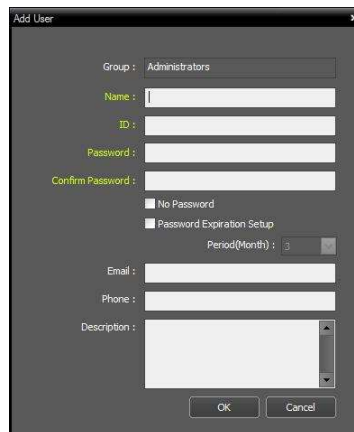 Add User
Group : Administrators
Name :
ID :
Password :
Confirm Password :
No Password
Password Expiration Setup
Period(Month) : 3
Email :
Phone :
Description :
OK Cancel